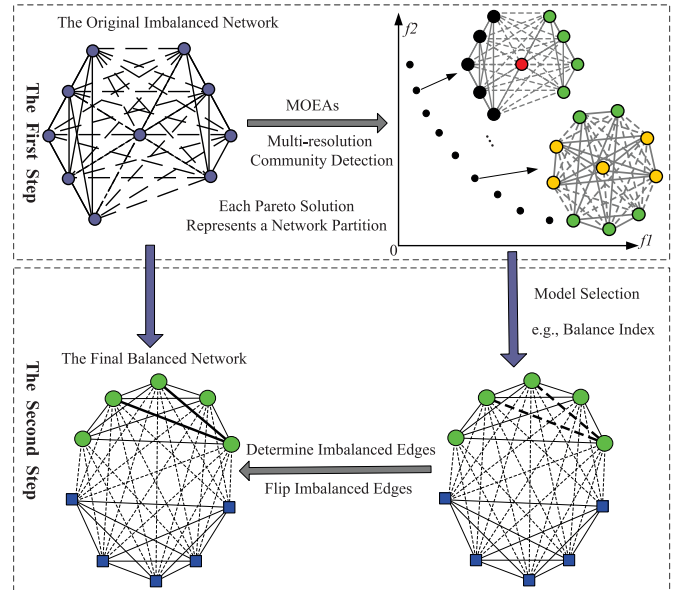 The Original Imbalanced Network
The First Step
MOEAs
Multi-resolution
Community Detection
Each Pareto Solution
Represents a Network Partition
f2
0
f1
Model Selection
e.g., Balance Index
The Second Step
The Final Balanced Network
Determine Imbalanced Edges
Flip Imbalanced Edges